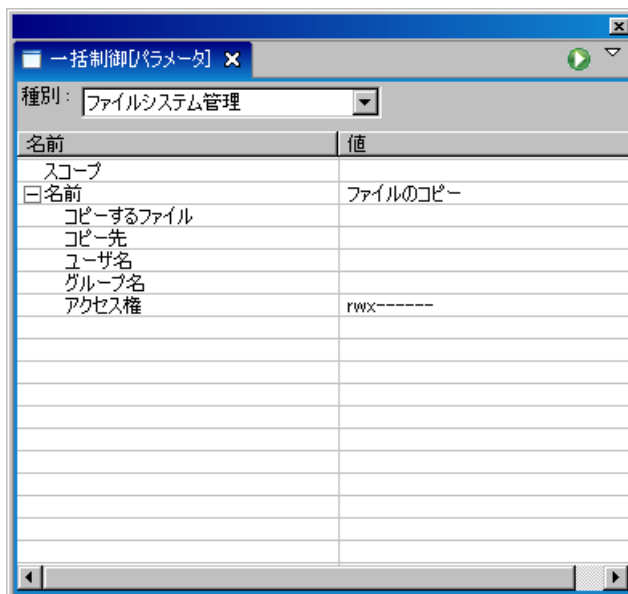 一括制御[パラメータ]
種別： ファイルシステム管理
名前 値
スコープ
名前 ファイルのコピー
コピーするファイル
コピー先
ユーザ名
グループ名
アクセス権 rwx------